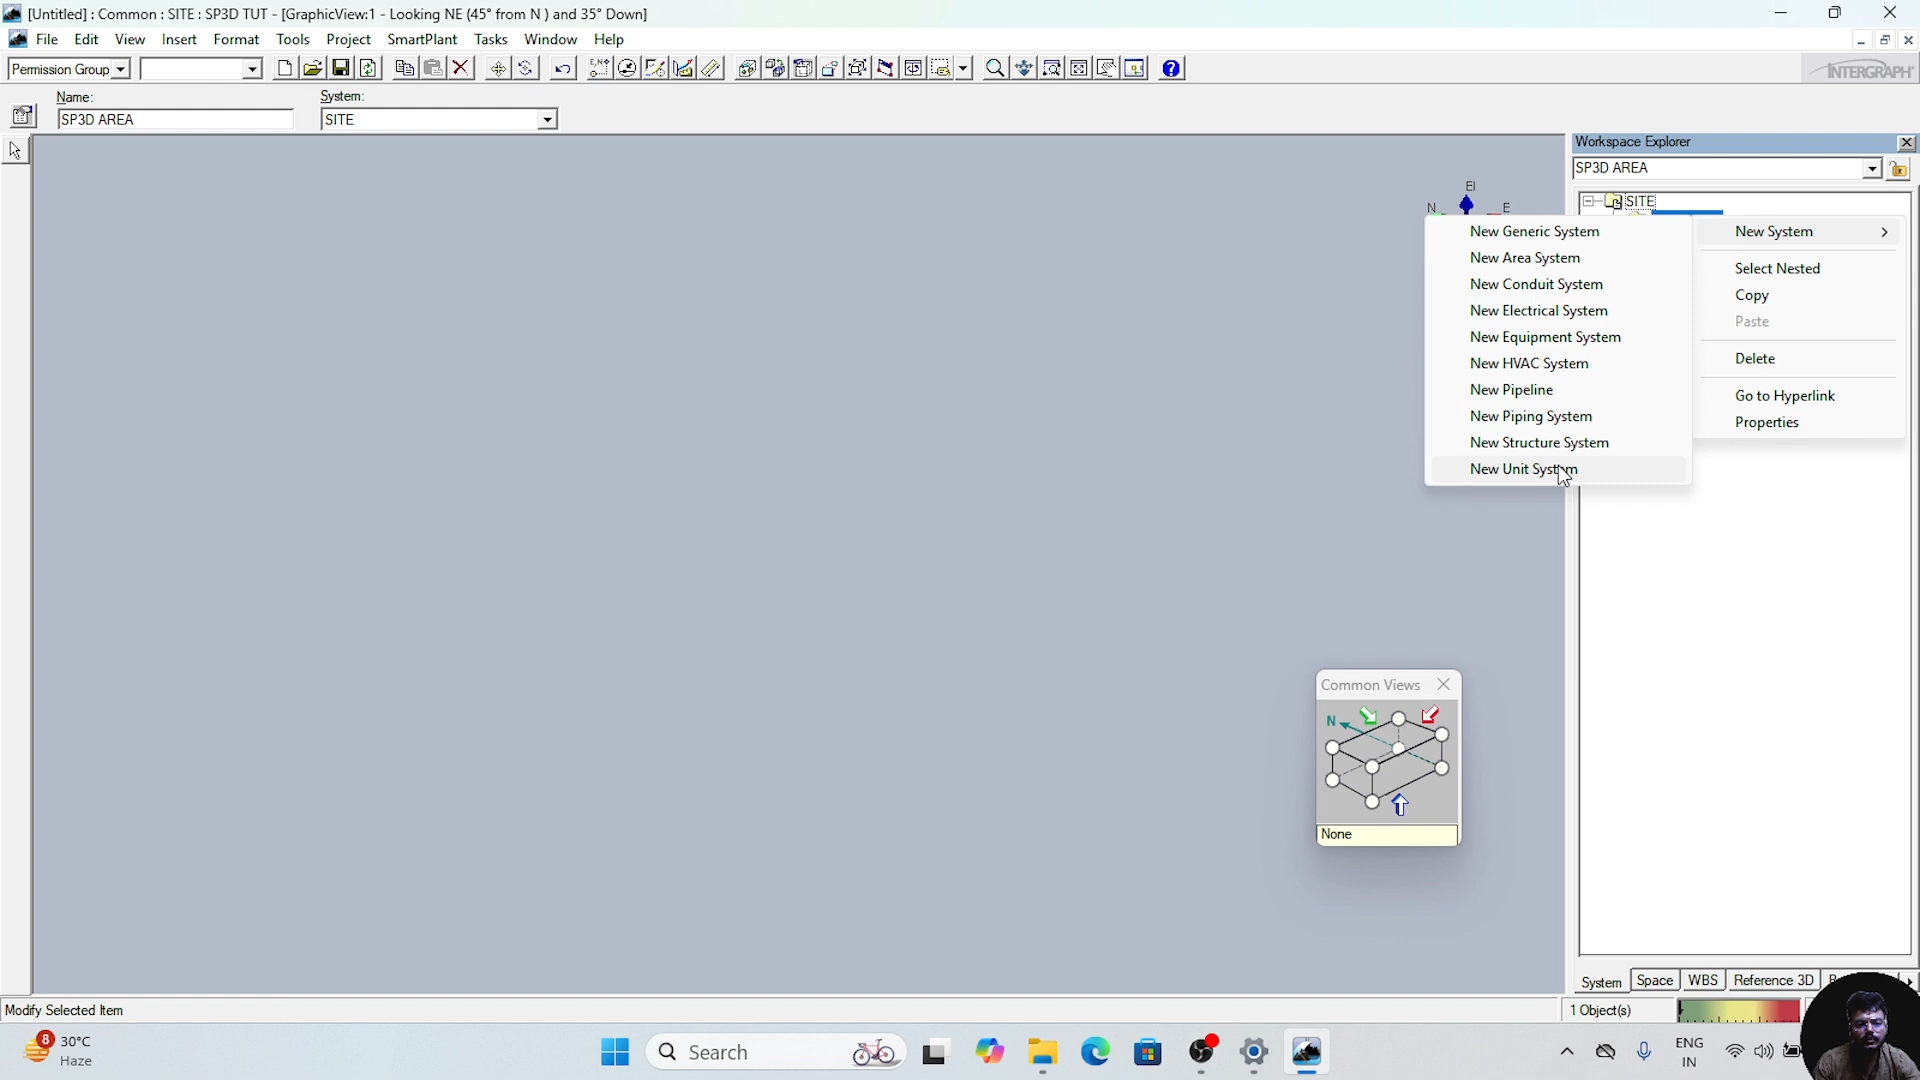 [Untitled] : Common : SITE : SP3D TUT - [GraphicView:1 - Looking NE (45° from N ) and 35° Down]
File Edit View Insert Format Tools Project SmartPlant Tasks Window Help
Permission Group
INTERGRAPH
Name:
SP3D AREA
System:
SITE
Workspace Explorer
SP3D AREA
SITE
El
N E
New Generic System
New Area System
New Conduit System
New Electrical System
New Equipment System
New HVAC System
New Pipeline
New Piping System
New Structure System
New Unit System
New System
Select Nested
Copy
Paste
Delete
Go to Hyperlink
Properties
Common Views
N
None
System Space WBS Reference 3D
Modify Selected Item
1 Object(s)
8
30°C
Haze
Search
ENG
IN